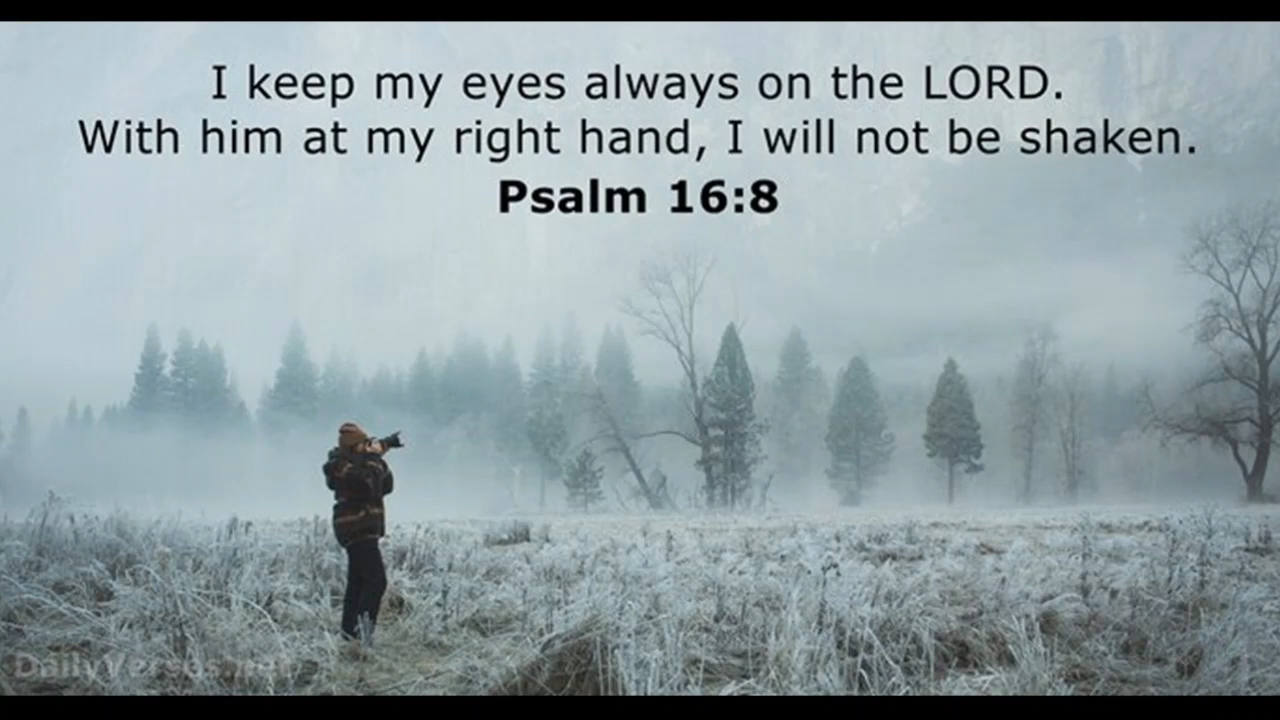 I keep my eyes always on the LORD.
With him at my right hand, I will not be shaken.
Psalm 16:8
DailyVerses.net